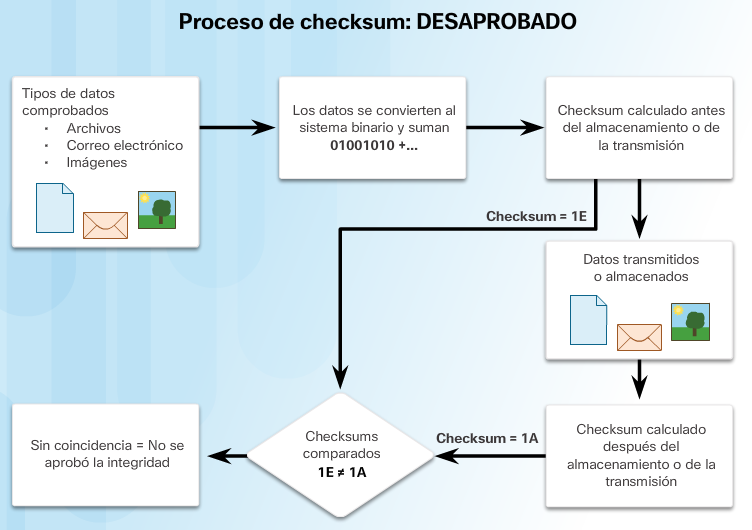 Proceso de checksum: DESAPROBADO
Tipos de datos
comprobados
· Archivos
· Correo electrónico
· Imágenes
Los datos se convierten al
sistema binario y suman
01001010 +...
Checksum calculado antes
del almacenamiento o de
la transmisión
Checksum = 1E
Datos transmitidos
o almacenados
Sin coincidencia = No se
aprobó la integridad
Checksums
comparados
1E ≠ 1A
Checksum = 1A
Checksum calculado
después del
almacenamiento o de la
transmisión